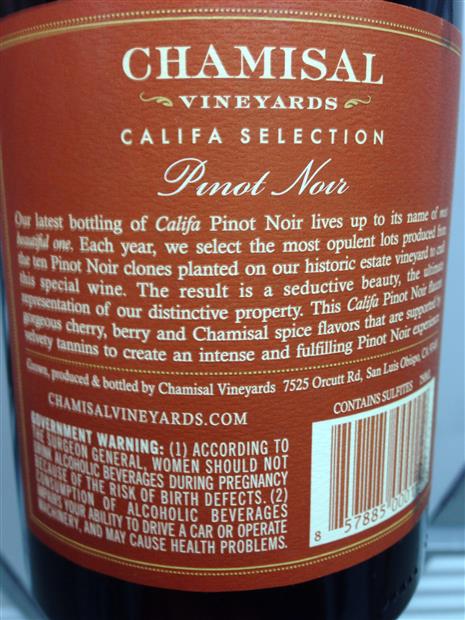 CHAMISAL
VINEYARDS
CALIFA SELECTION
Pinot Noir
Our latest bottling of Califa Pinot Noir lives up to its name of most
beautiful one. Each year, we select the most opulent lots produced from
the ten Pinot Noir clones planted on our historic estate vineyard to craft
this special wine. The result is a seductive beauty, the ultimate
representation of our distinctive property. This Califa Pinot Noir
gorgeous cherry, berry and Chamisal spice flavors that are supported by
velvety tannins to create an intense and fulfilling Pinot Noir experience.
Grown, produced & bottled by Chamisal Vineyards 7525 Orcutt Rd, San Luis Obispo, CA
CHAMISALVINEYARDS.COM
CONTAINS SULFITES 750ML
GOVERNMENT WARNING: (1) ACCORDING TO
THE SURGEON GENERAL, WOMEN SHOULD NOT
DRINK ALCOHOLIC BEVERAGES DURING PREGNANCY
BECAUSE OF THE RISK OF BIRTH DEFECTS. (2)
CONSUMPTION OF ALCOHOLIC BEVERAGES
IMPAIRS YOUR ABILITY TO DRIVE A CAR OR OPERATE
MACHINERY, AND MAY CAUSE HEALTH PROBLEMS.
8 57885 000